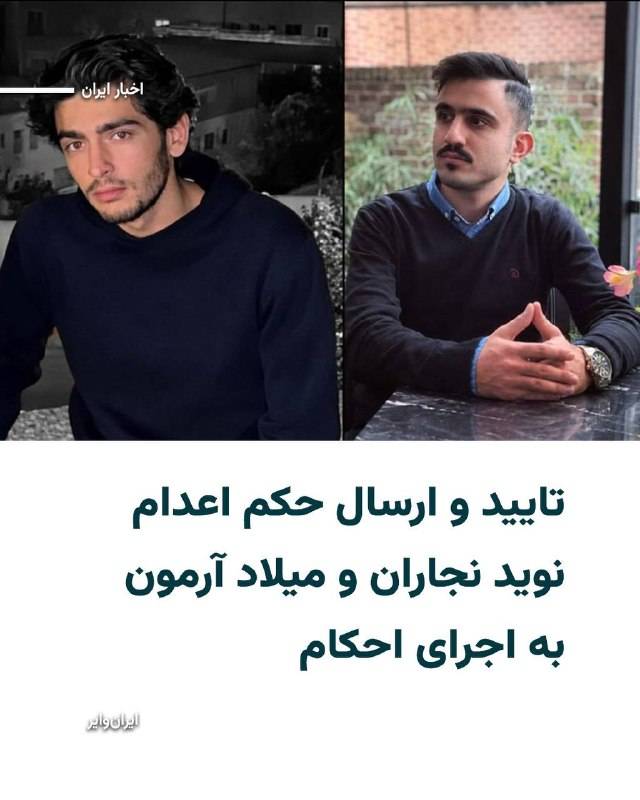 اخبار ایران
تایید و ارسال حکم اعدام
نوید نجاران و میلاد آرمون
به اجرای احکام
ایران‌وایر